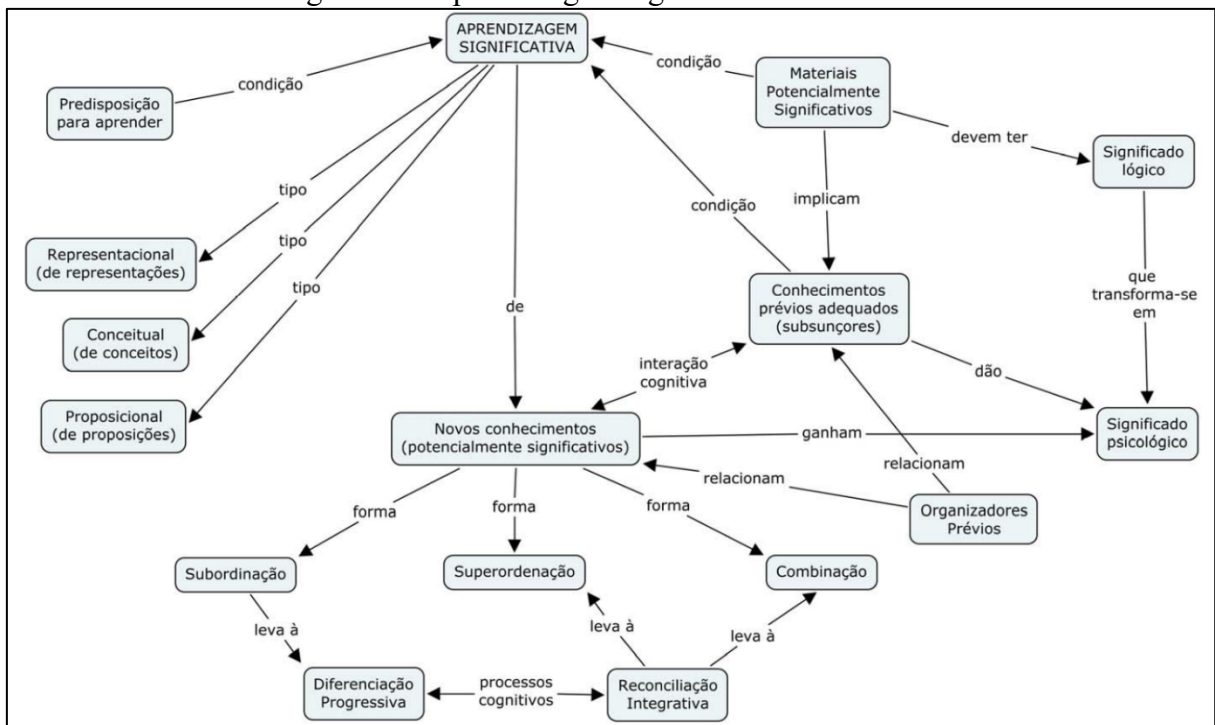 APRENDIZAGEM
SIGNIFICATIVA
condição
condição
Materiais
Potencialmente
Significativos
Predisposição
para aprender
devem ter
Significado
lógico
tipo
condição
implicam
Representacional
(de representações)
tipo
tipo
Conhecimentos
prévios adequados
(subsunçores)
que
transforma-se
em
de
Conceitual
(de conceitos)
interação
cognitiva
dão
Proposicional
(de proposições)
Novos conhecimentos
(potencialmente significativos)
ganham
Significado
psicológico
relacionam
relacionam
Organizadores
Prévios
forma
forma
forma
Subordinação
Superordenação
Combinação
leva à
leva à
leva à
Diferenciação
Progressiva
processos
cognitivos
Reconciliação
Integrativa